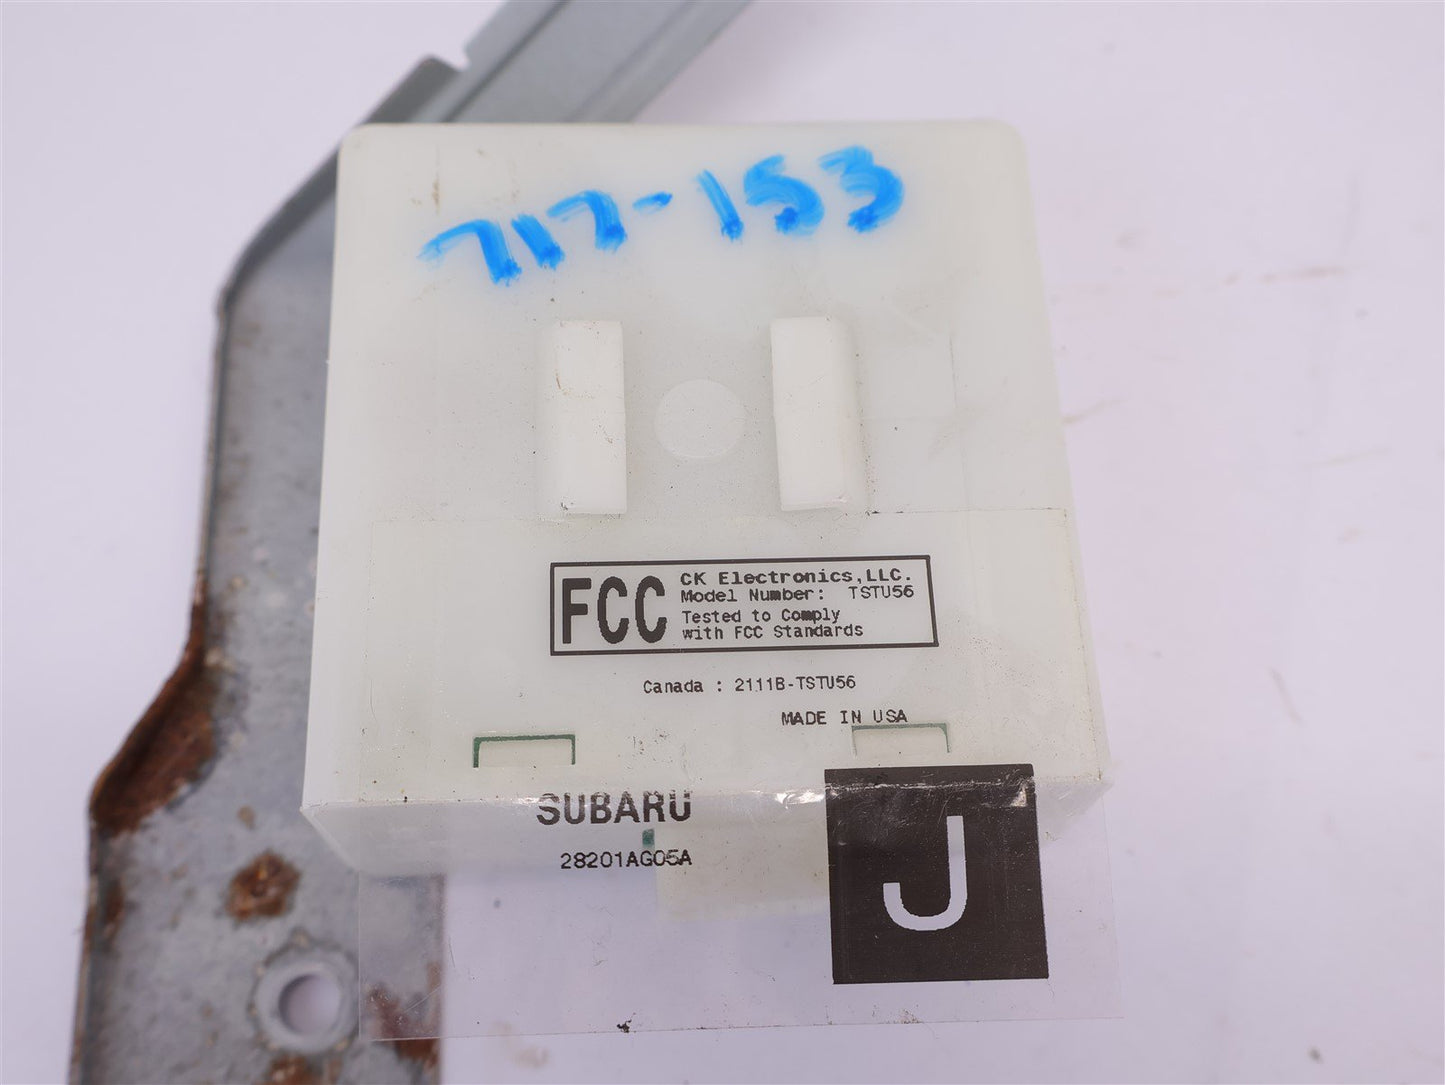 717-153
FCC
CK Electronics,LLC.
Model Number: TSTU56
Tested to Comply
with FCC Standards
Canada : 2111B-TSTU56
MADE IN USA
SUBARU
28201AG05A
J